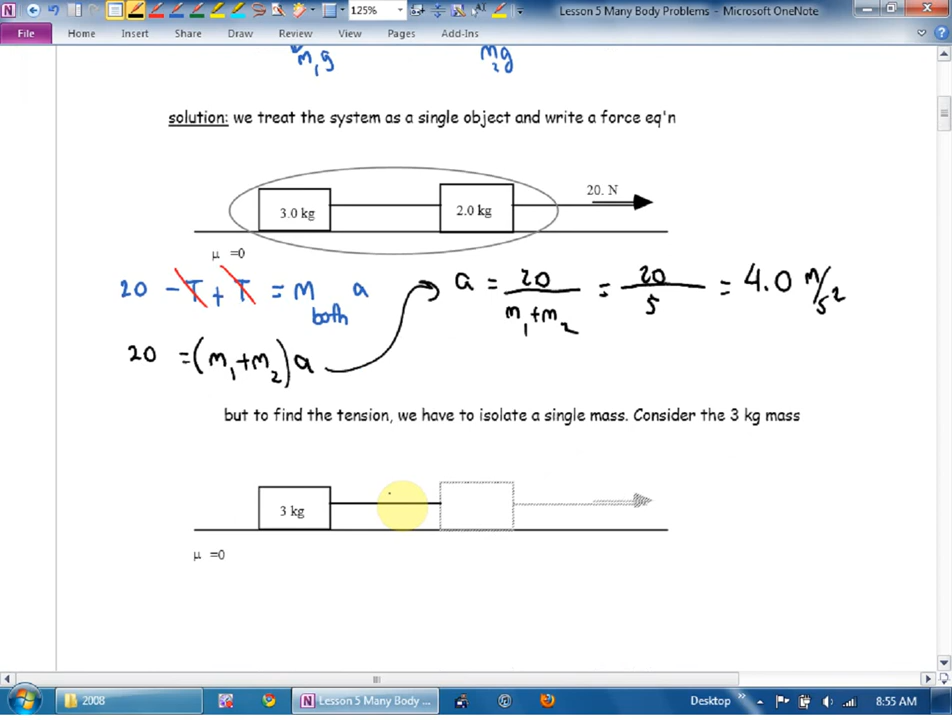 125% Lesson 5 Many Body Problems - Microsoft OneNote
File Home Insert Share Draw Review View Pages Add-Ins
m₁g m₂g
solution: we treat the system as a single object and write a force eq'n
20. N
3.0 kg 2.0 kg
μ =0
20 - T + T = m both a
a = 20 / m₁+m₂ = 20 / 5 = 4.0 m/s²
20 = (m₁+m₂) a
but to find the tension, we have to isolate a single mass. Consider the 3 kg mass
3 kg
μ =0
2008 Lesson 5 Many Body ... Desktop 8:55 AM